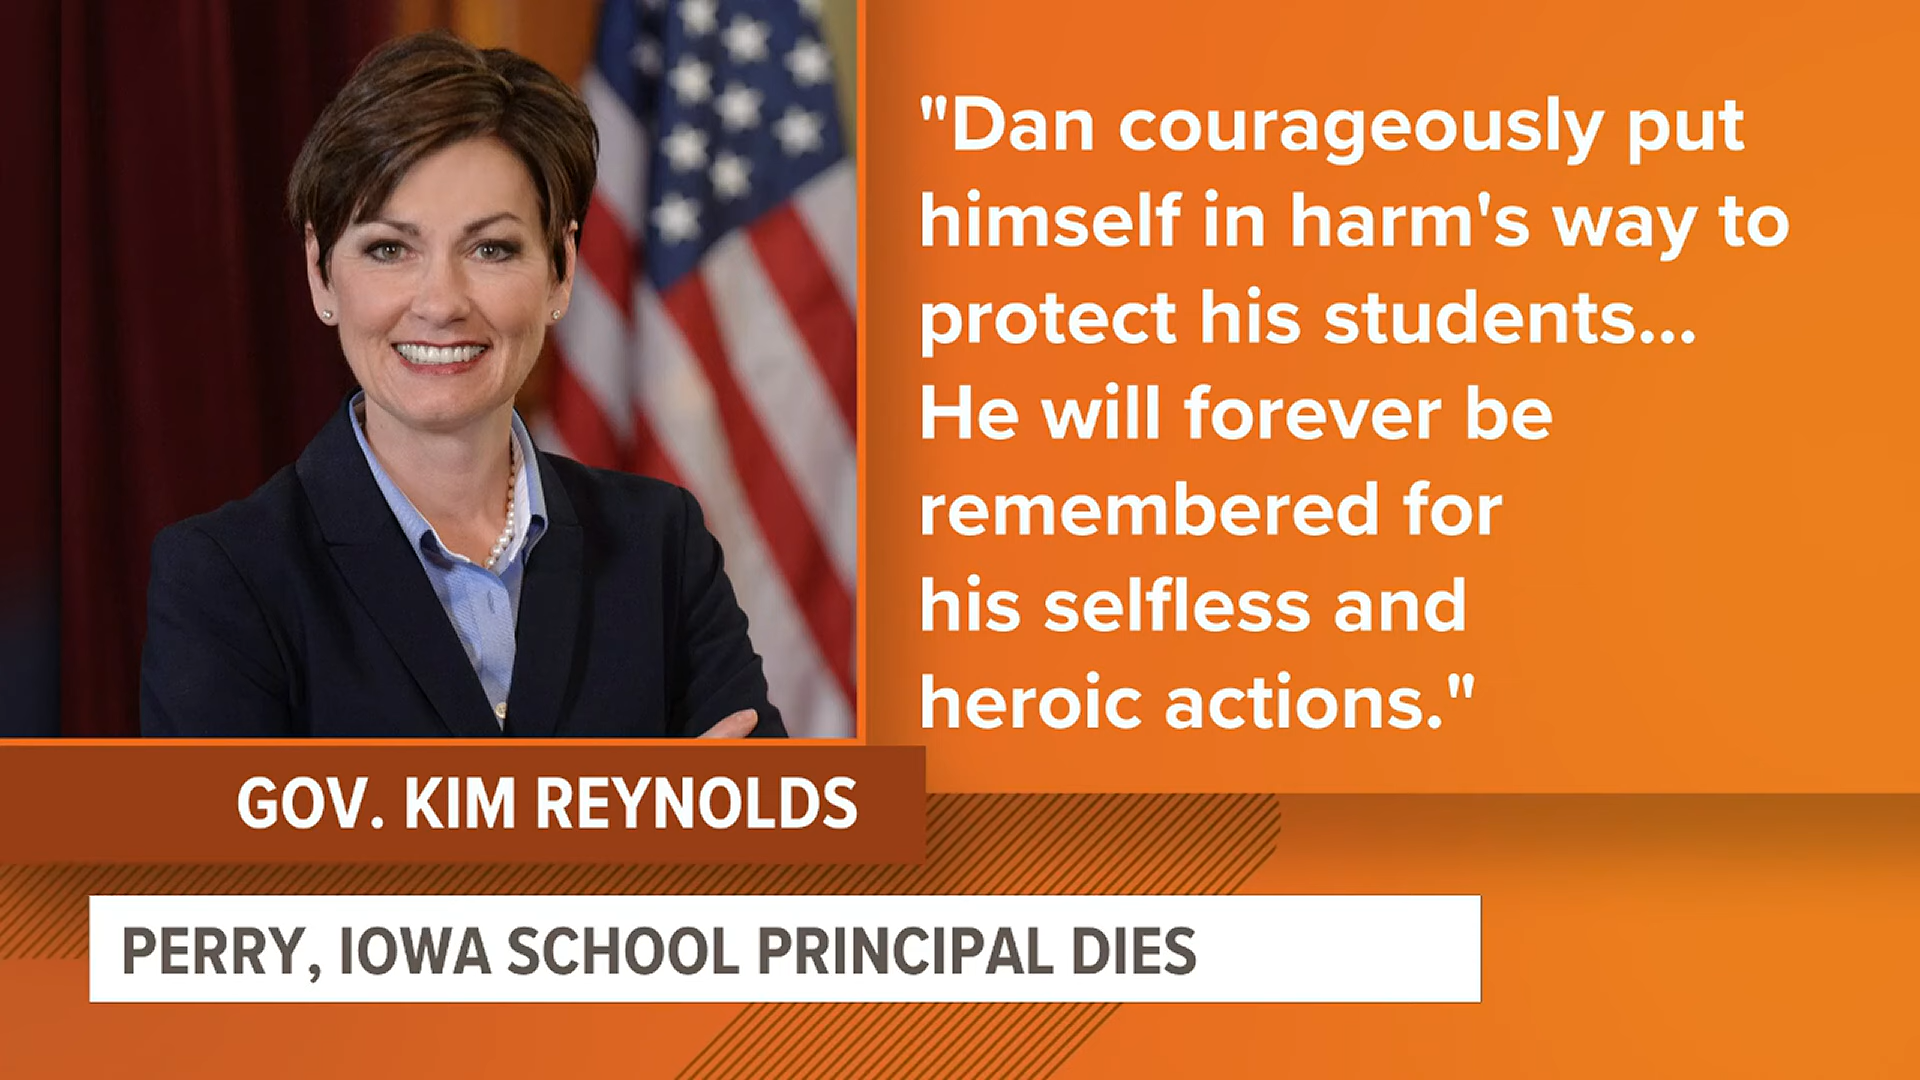 "Dan courageously put
himself in harm's way to
protect his students...
He will forever be
remembered for
his selfless and
heroic actions."
GOV. KIM REYNOLDS
PERRY, IOWA SCHOOL PRINCIPAL DIES